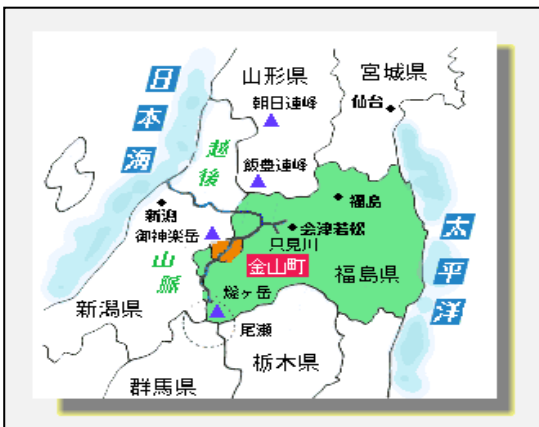 山形県
宮城県
日本海
朝日連峰
仙台
越後
飯豊連峰
福島
新潟
会津若松
太平洋
御神楽岳
只見川
山脈
金山町
福島県
燧ヶ岳
新潟県
尾瀬
栃木県
群馬県